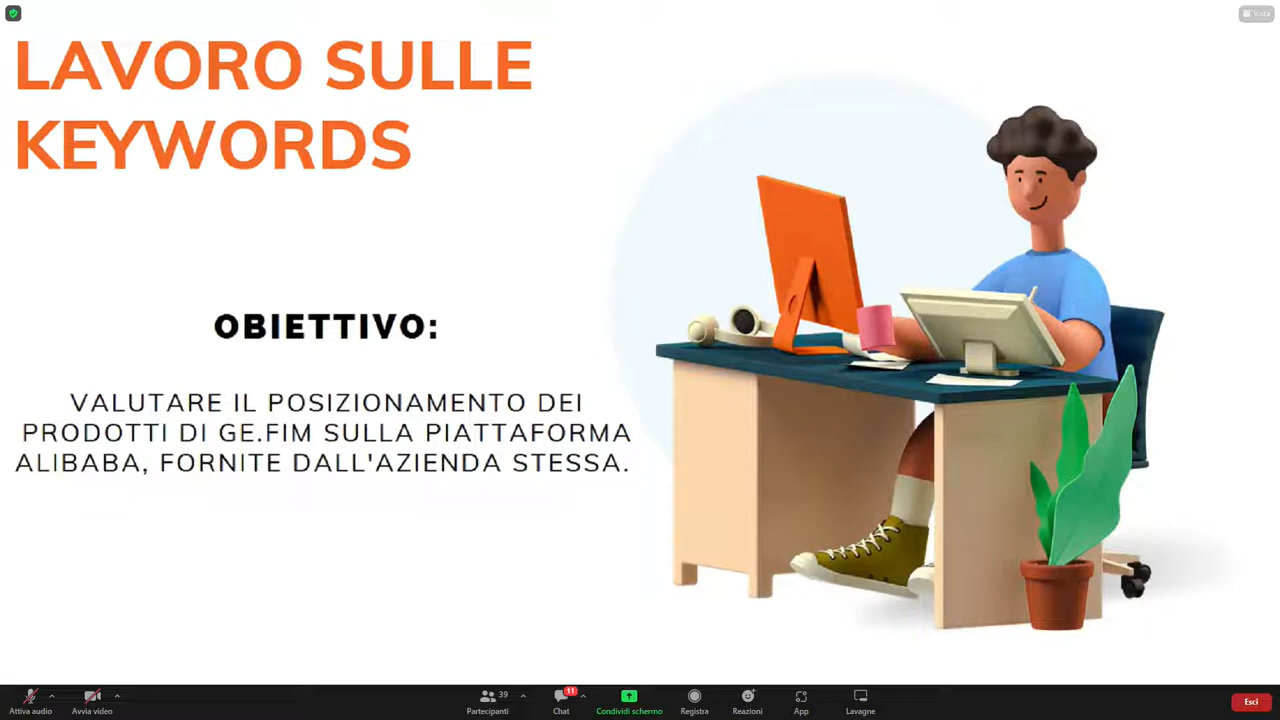 Vista
LAVORO SULLE
KEYWORDS
OBIETTIVO:
VALUTARE IL POSIZIONAMENTO DEI
PRODOTTI DI GE.FIM SULLA PIATTAFORMA
ALIBABA, FORNITE DALL'AZIENDA STESSA.
39
11
Attiva audio
Avvia video
Partecipanti
Chat
Condividi schermo
Registra
Reazioni
App
Lavagne
Esci